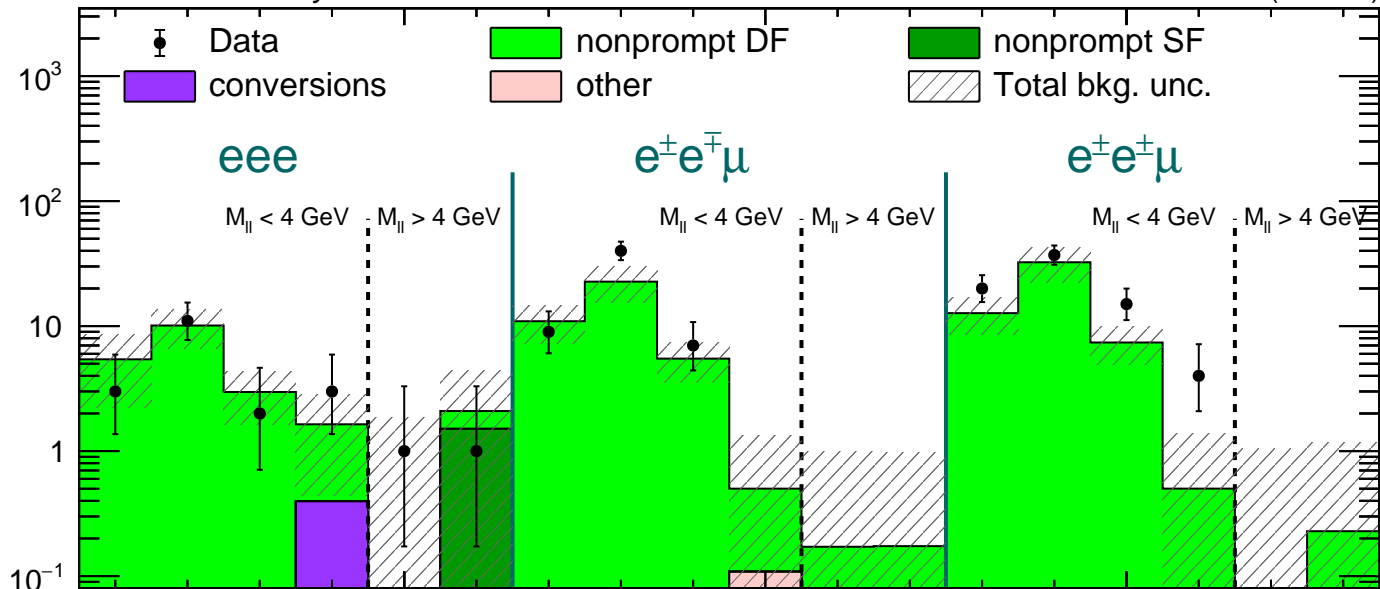 Data nonprompt DF nonprompt SF
conversions other Total bkg. unc.
10³
eee e±e∓μ e±e±μ
10²
M_ll < 4 GeV M_ll > 4 GeV M_ll < 4 GeV M_ll > 4 GeV M_ll < 4 GeV M_ll > 4 GeV
10
1
10⁻¹